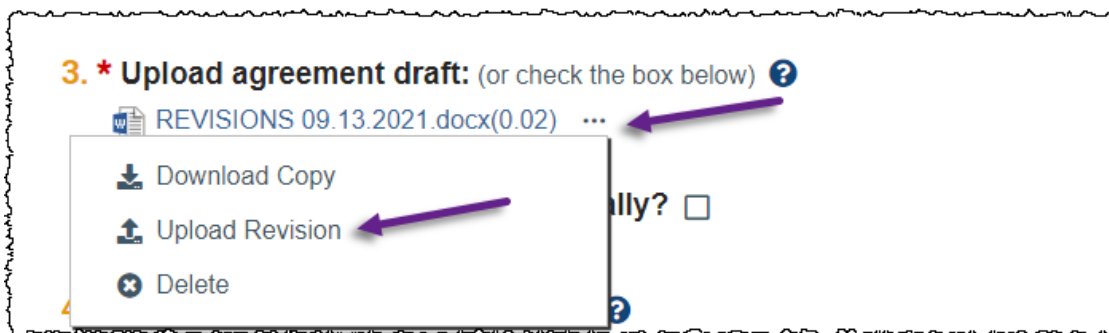 3. * Upload agreement draft: (or check the box below) ?
W REVISIONS 09.13.2021.docx(0.02) ...
Download Copy
ally? 
Upload Revision
Delete
4 ?